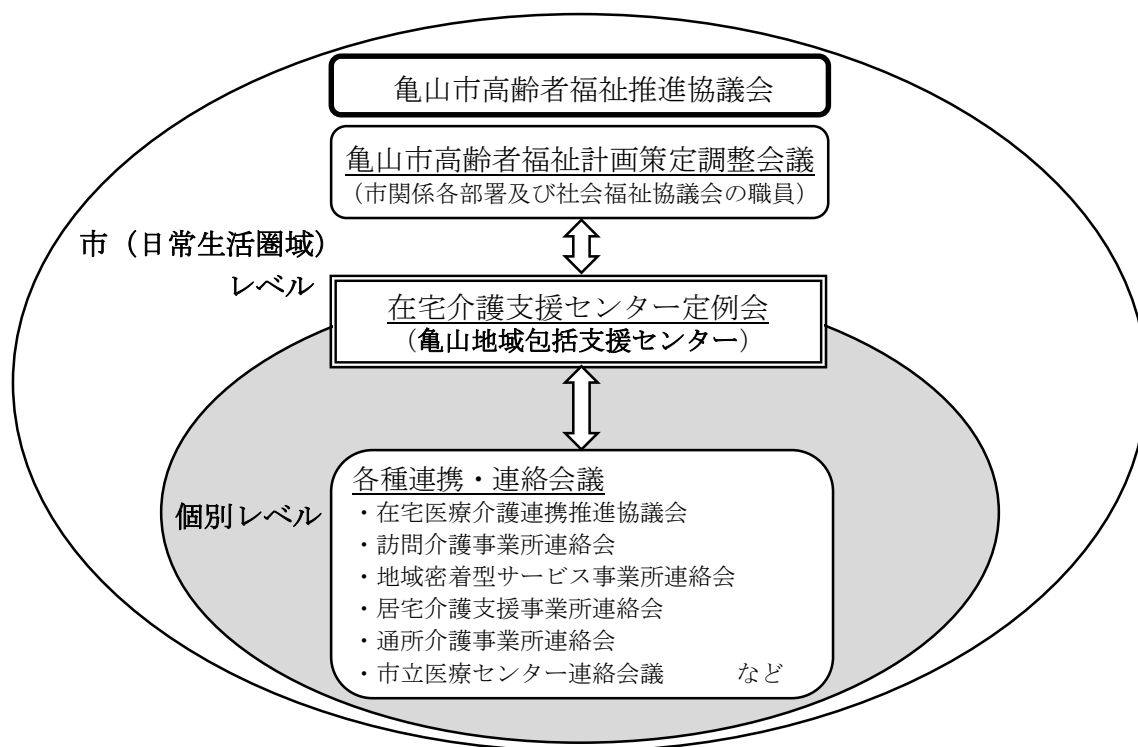 亀山市高齢者福祉推進協議会
亀山市高齢者福祉計画策定調整会議
（市関係各部署及び社会福祉協議会の職員）
市（日常生活圏域）
レベル
在宅介護支援センター定例会
（亀山地域包括支援センター）
個別レベル
各種連携・連絡会議
・在宅医療介護連携推進協議会
・訪問介護事業所連絡会
・地域密着型サービス事業所連絡会
・居宅介護支援事業所連絡会
・通所介護事業所連絡会
・市立医療センター連絡会議　　　など